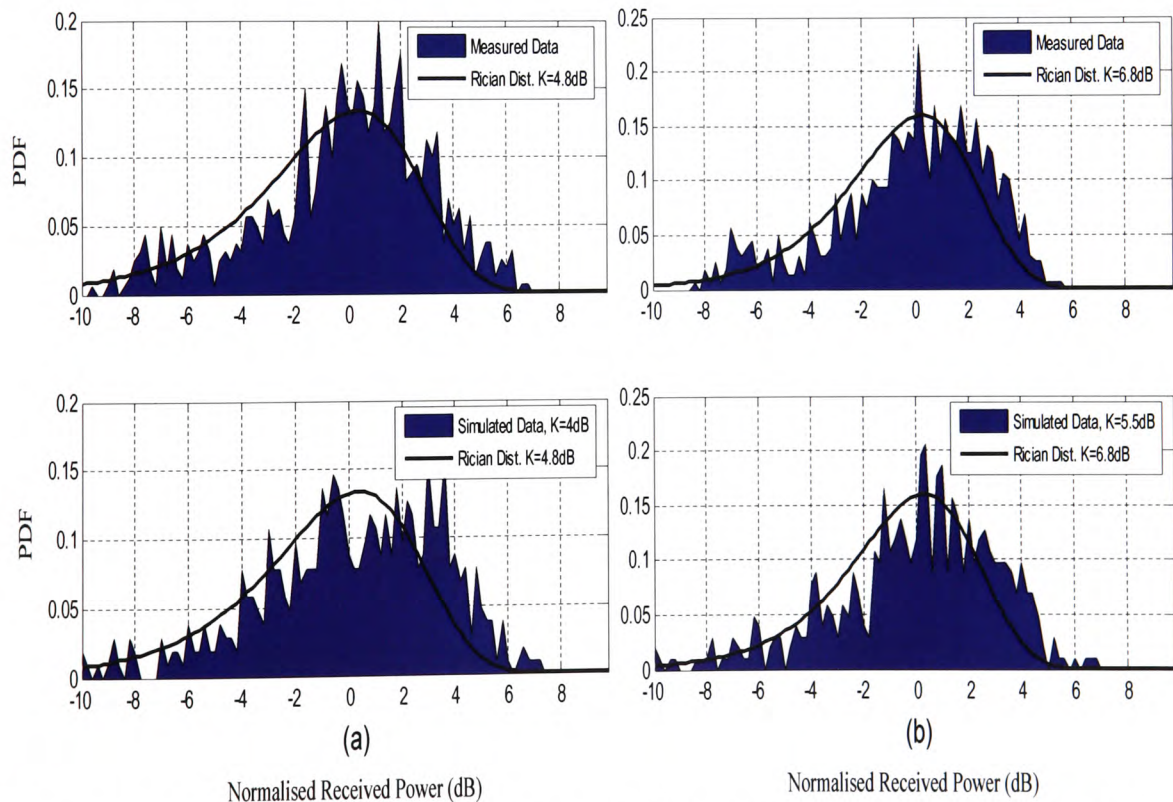 0.2
0.15
0.1
0.05
0
PDF
Measured Data
Rician Dist. K=4.8dB
-10 -8 -6 -4 -2 0 2 4 6 8
0.25
0.2
0.15
0.1
0.05
0
Measured Data
Rician Dist. K=6.8dB
-10 -8 -6 -4 -2 0 2 4 6 8
0.2
0.15
0.1
0.05
0
PDF
Simulated Data, K=4dB
Rician Dist. K=4.8dB
-10 -8 -6 -4 -2 0 2 4 6 8
(a)
Normalised Received Power (dB)
0.25
0.2
0.15
0.1
0.05
0
Simulated Data, K=5.5dB
Rician Dist. K=6.8dB
-10 -8 -6 -4 -2 0 2 4 6 8
(b)
Normalised Received Power (dB)